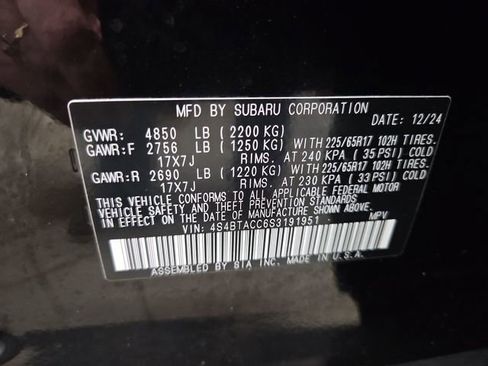 MFD BY SUBARU CORPORATION DATE: 12/24
GVWR: 4850 LB (2200 KG)
GAWR:F 2756 LB (1250 KG) WITH 225/65R17 102H TIRES.
17X7J RIMS. AT 240 KPA (35 PSI) COLD
GAWR:R 2690 LB (1220 KG) WITH 225/65R17 102H TIRES.
17X7J RIMS. AT 230 KPA (33 PSI) COLD
THIS VEHICLE CONFORMS TO ALL APPLICABLE FEDERAL MOTOR
VEHICLE SAFETY AND THEFT PREVENTION STANDARDS
IN EFFECT ON THE DATE OF MANUFACTURE SHOWN ABOVE.
VIN: 4S4BTACC6S3191951 MPV
ASSEMBLED BY SIA INC. MADE IN U.S.A.